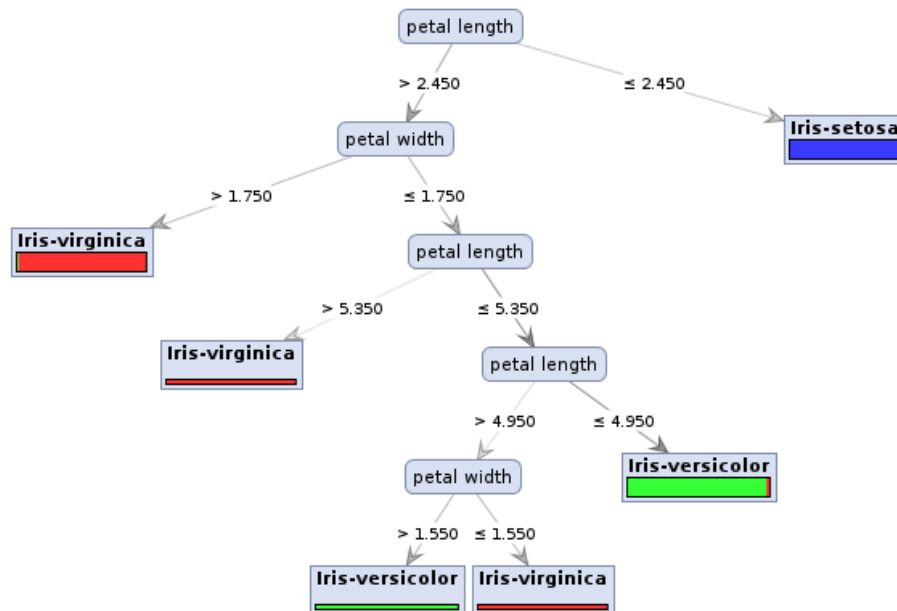 petal length
> 2.450
≤ 2.450
Iris-setosa
petal width
> 1.750
≤ 1.750
Iris-virginica
petal length
> 5.350
≤ 5.350
Iris-virginica
petal length
> 4.950
≤ 4.950
Iris-versicolor
petal width
> 1.550
≤ 1.550
Iris-versicolor
Iris-virginica